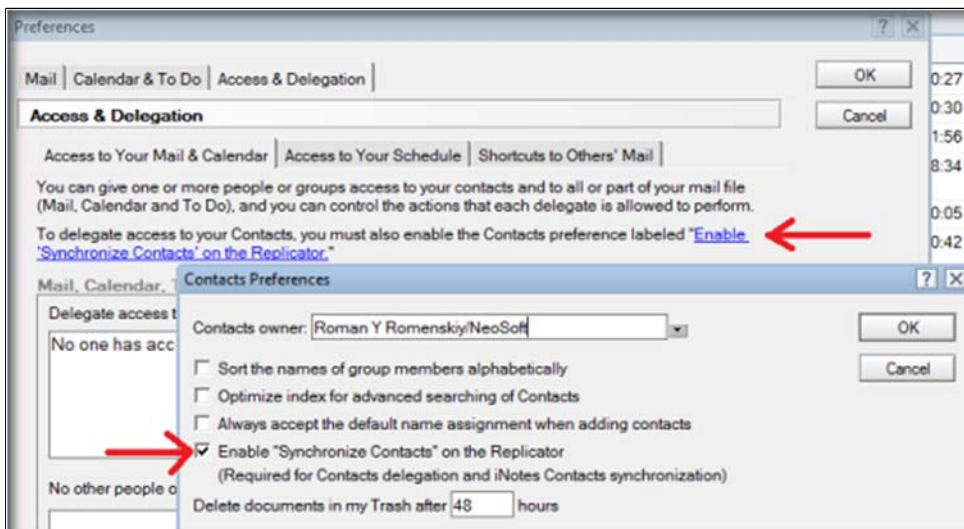 Preferences
Mail Calendar & To Do Access & Delegation
OK
0:27
Access & Delegation
Cancel
0:30
1:56
Access to Your Mail & Calendar Access to Your Schedule Shortcuts to Others' Mail
8:34
You can give one or more people or groups access to your contacts and to all or part of your mail file
(Mail, Calendar and To Do), and you can control the actions that each delegate is allowed to perform.
0:05
To delegate access to your Contacts, you must also enable the Contacts preference labeled "Enable
0:42
'Synchronize Contacts' on the Replicator."
Mail, Calendar,
Contacts Preferences
Delegate access t
Contacts owner: Roman Y Romenskiy/NeoSoft
OK
No one has acc
Sort the names of group members alphabetically
Cancel
Optimize index for advanced searching of Contacts
Always accept the default name assignment when adding contacts
Enable "Synchronize Contacts" on the Replicator
(Required for Contacts delegation and iNotes Contacts synchronization)
No other people o
Delete documents in my Trash after 48 hours